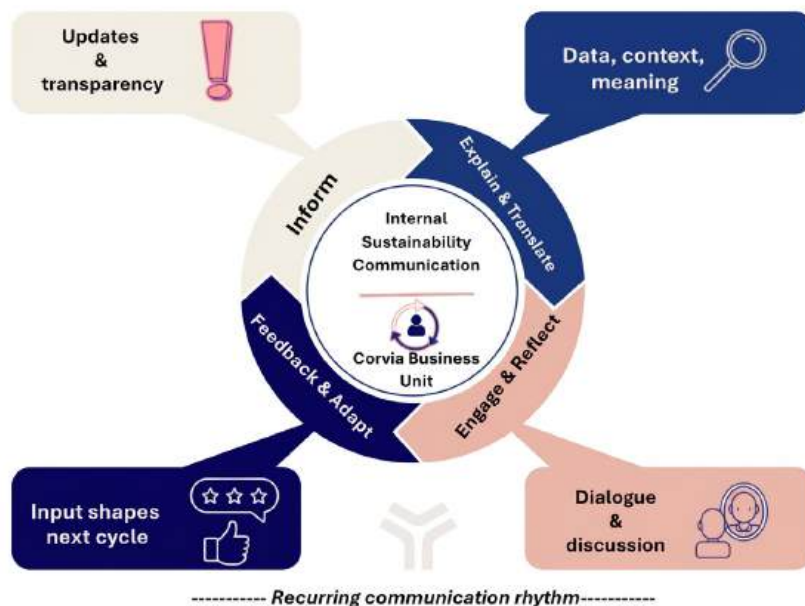 Updates
&
transparency
Data, context,
meaning
Inform
Explain & Translate
Internal
Sustainability
Communication
Corvia Business
Unit
Feedback & Adapt
Engage & Reflect
Input shapes
next cycle
Dialogue
&
discussion
---------- Recurring communication rhythm----------